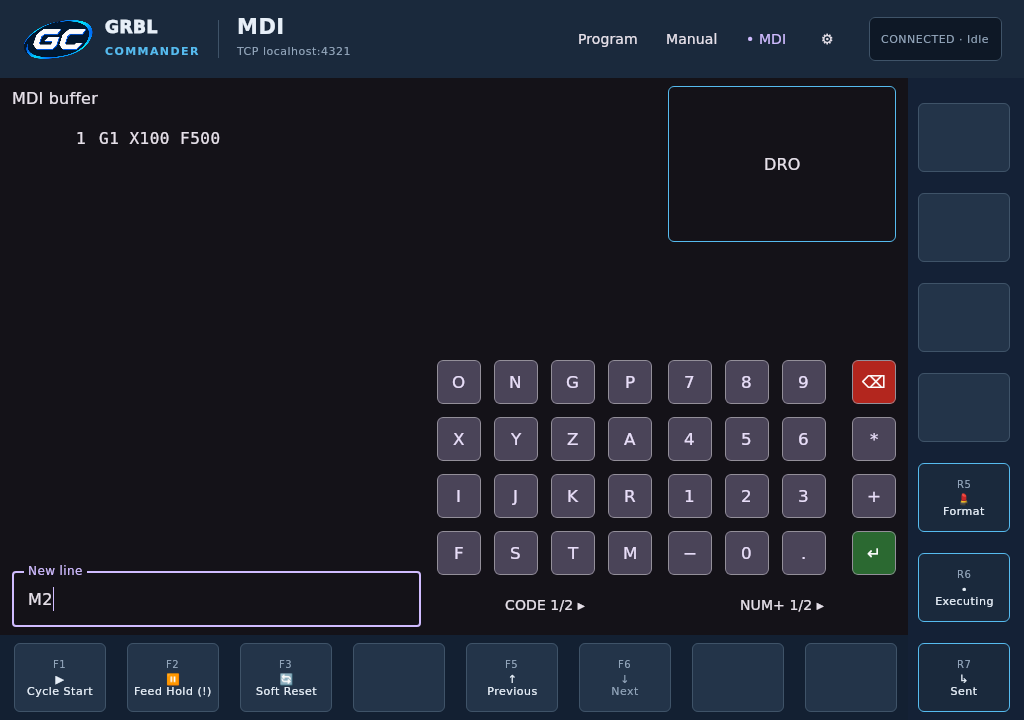 GC
GRBL
COMMANDER
MDI
TCP localhost:4321
Program
Manual
• MDI
⚙
CONNECTED · Idle
MDI buffer
1 G1 X100 F500
DRO
O N G P 7 8 9 ⌫
X Y Z A 4 5 6 *
I J K R 1 2 3 +
F S T M − 0 . ↵
New line
M2
CODE 1/2 ▸
NUM+ 1/2 ▸
R5
Format
R6
•
Executing
R7
↳
Sent
F1
▶
Cycle Start
F2
⏸
Feed Hold (!)
F3
🔄
Soft Reset
F5
↑
Previous
F6
↓
Next